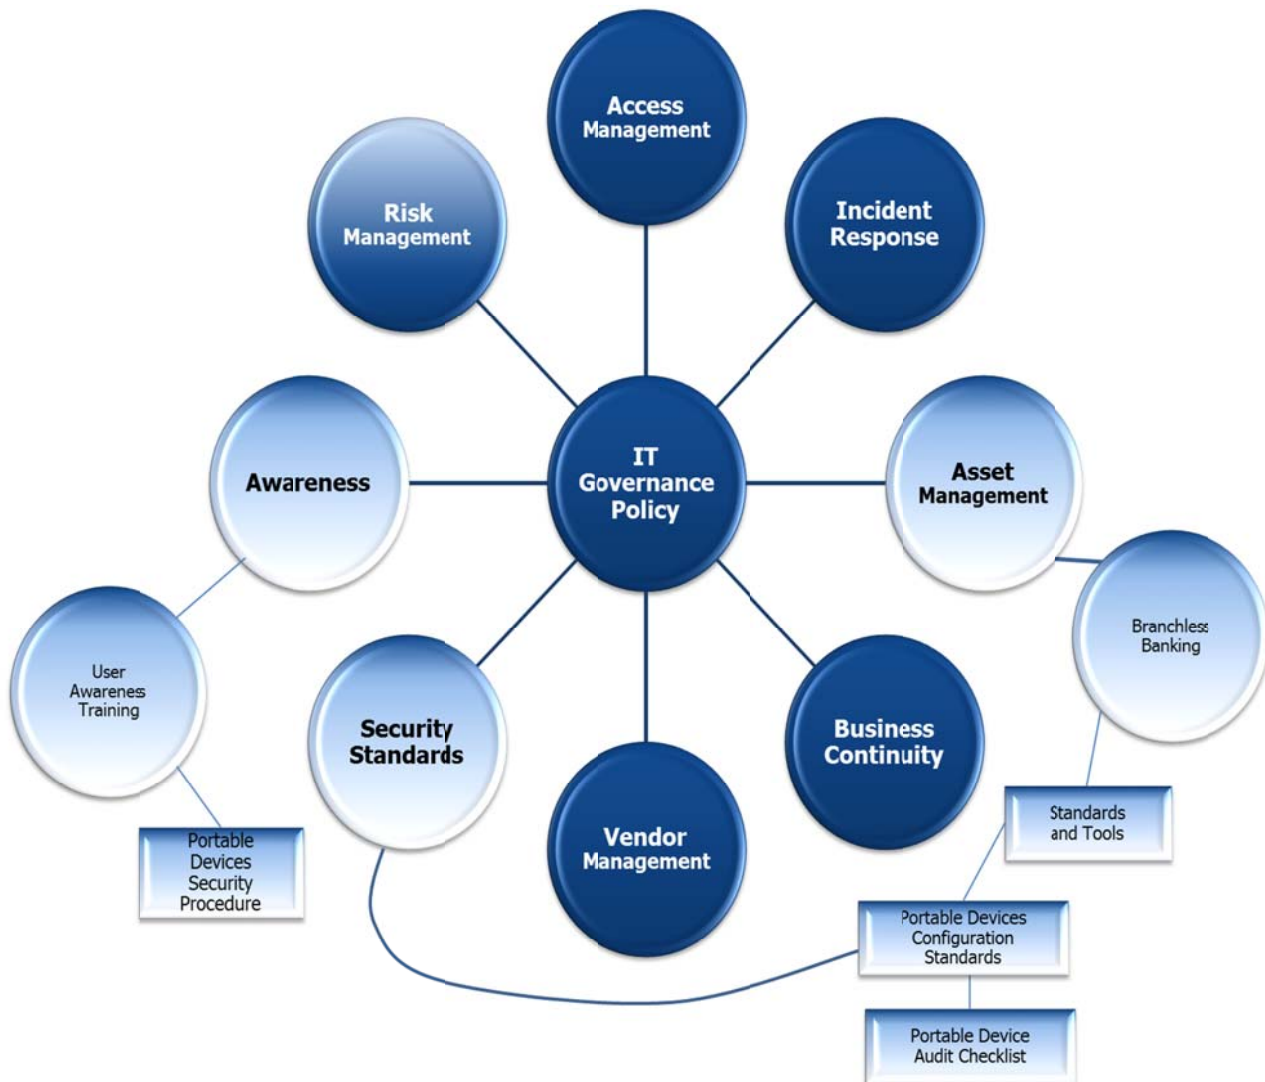 Access
Management
Risk
Management
Incident
Response
Awareness
IT
Governance
Policy
Asset
Management
User
Awareness
Training
Security
Standards
Business
Continuity
Branchless
Banking
Vendor
Management
Portable
Devices
Security
Procedure
Standards
and Tools
Portable Devices
Configuration
Standards
Portable Device
Audit Checklist